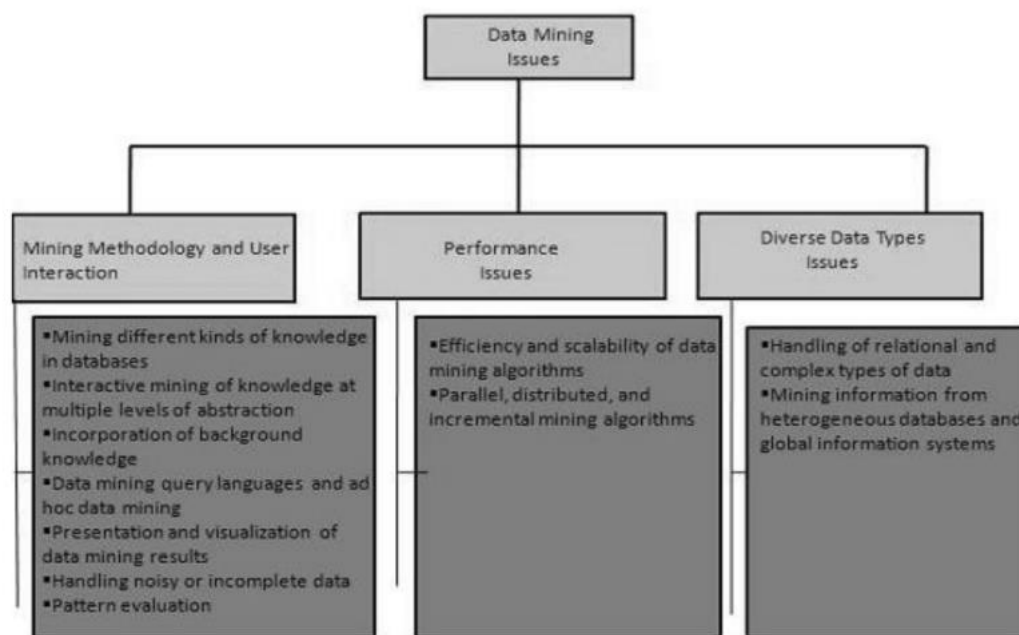 Data Mining
Issues
Mining Methodology and User
Interaction
Performance
Issues
Diverse Data Types
Issues
▪Mining different kinds of knowledge
in databases
▪Interactive mining of knowledge at
multiple levels of abstraction
▪Incorporation of background
knowledge
▪Data mining query languages and ad
hoc data mining
▪Presentation and visualization of
data mining results
▪Handling noisy or incomplete data
▪Pattern evaluation
▪Efficiency and scalability of data
mining algorithms
▪Parallel, distributed, and
incremental mining algorithms
▪Handling of relational and
complex types of data
▪Mining information from
heterogeneous databases and
global information systems